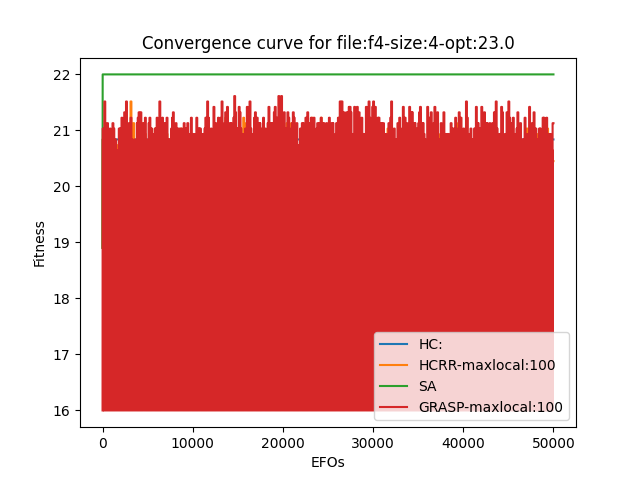 Convergence curve for file:f4-size:4-opt:23.0
22
21
20
19
18
17
16
Fitness
HC:
HCRR-maxlocal:100
SA
GRASP-maxlocal:100
0 10000 20000 30000 40000 50000
EFOs